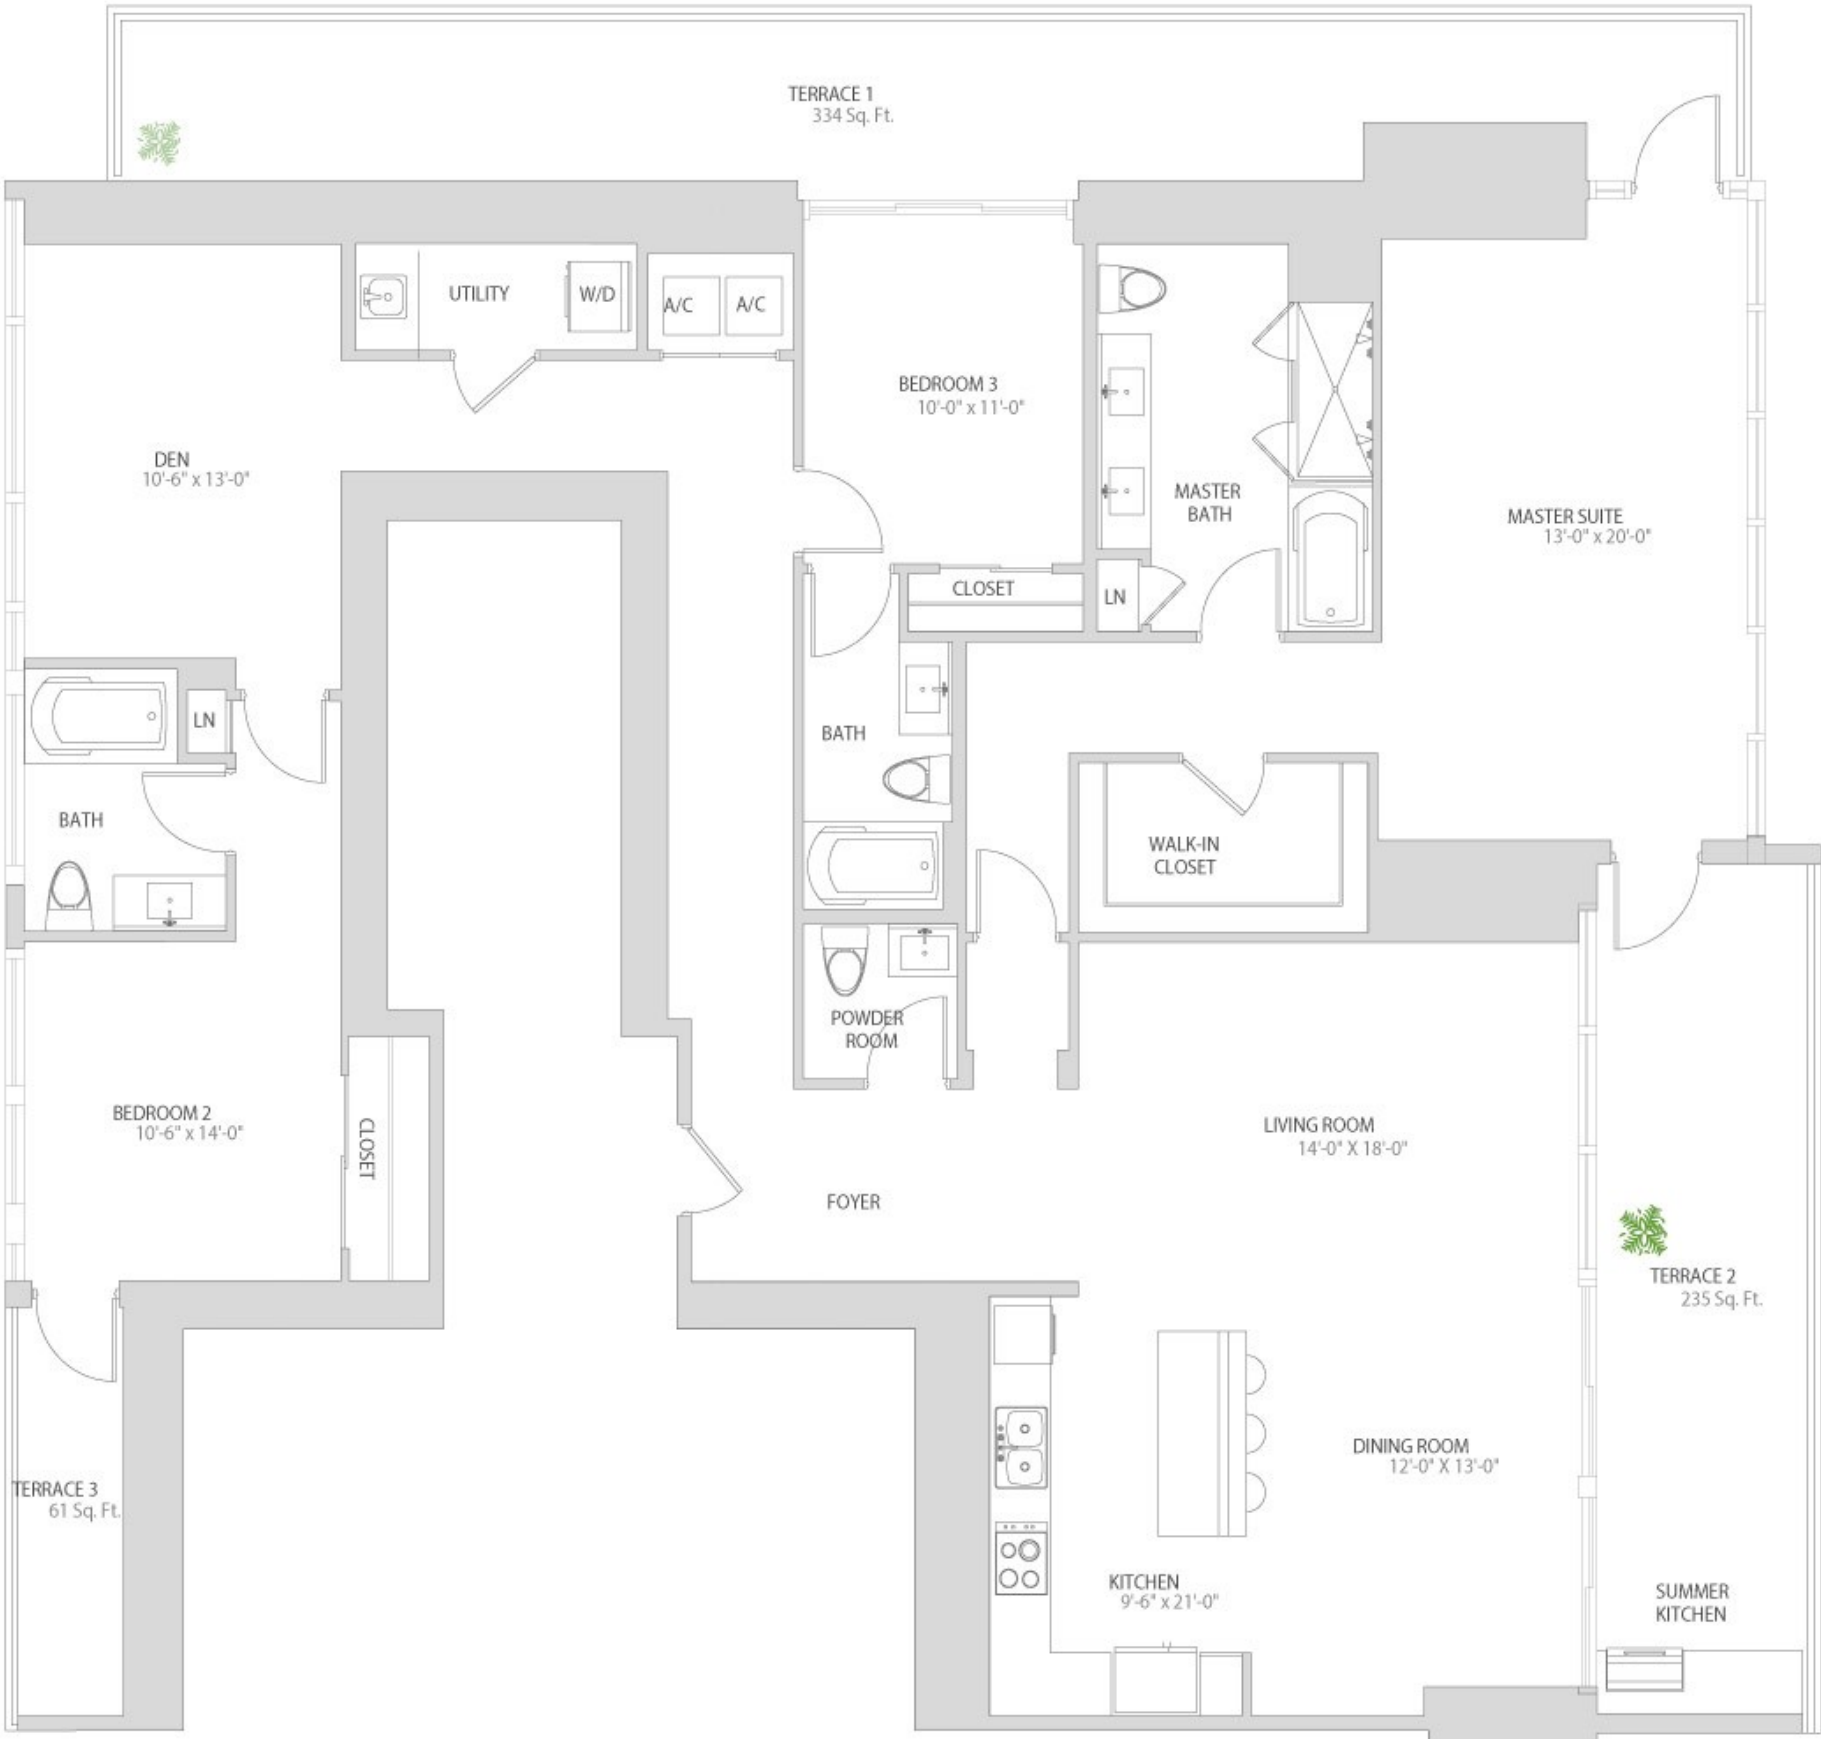 TERRACE 1
334 Sq. Ft.
UTILITY
W/D
A/C
A/C
BEDROOM 3
10'-0" x 11'-0"
DEN
10'-6" x 13'-0"
MASTER
BATH
MASTER SUITE
13'-0" x 20'-0"
CLOSET
LN
LN
BATH
BATH
WALK-IN
CLOSET
POWDER
ROOM
BEDROOM 2
10'-6" x 14'-0"
CLOSET
LIVING ROOM
14'-0" X 18'-0"
FOYER
TERRACE 2
235 Sq. Ft.
DINING ROOM
12'-0" X 13'-0"
TERRACE 3
61 Sq. Ft.
KITCHEN
9'-6" x 21'-0"
SUMMER
KITCHEN